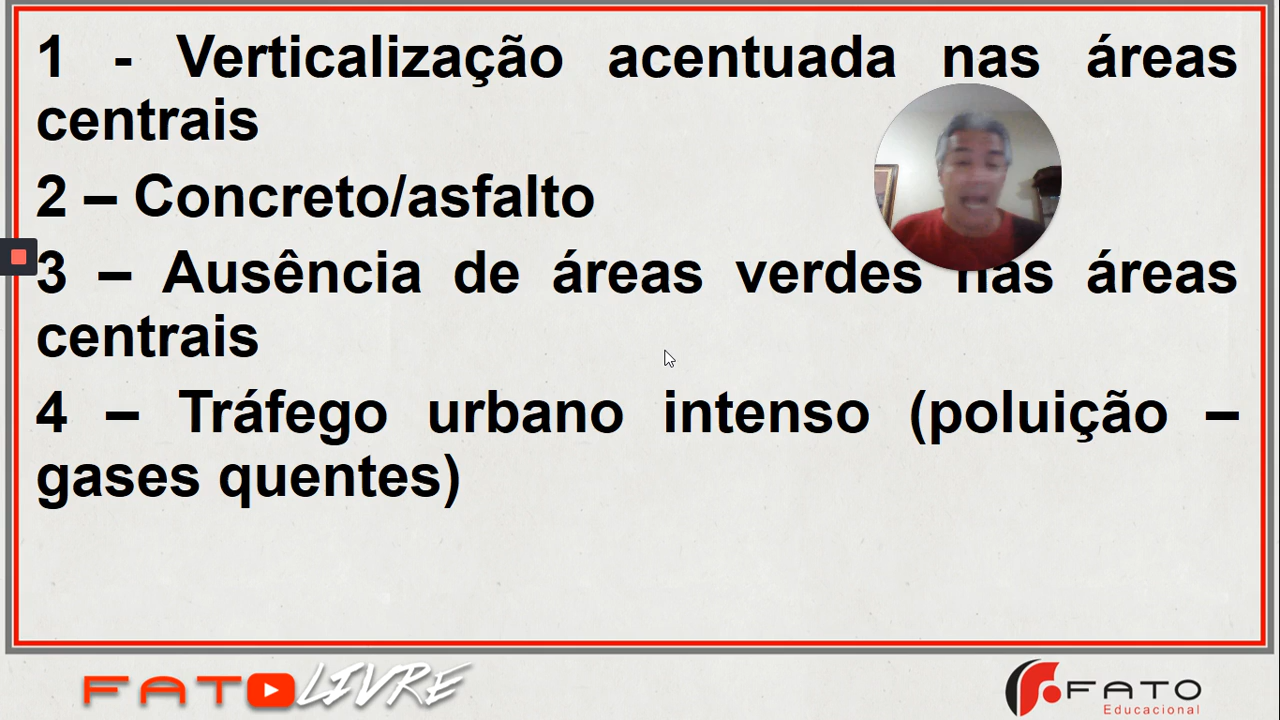 1 - Verticalização acentuada nas áreas
centrais
2 – Concreto/asfalto
3 – Ausência de áreas verdes nas áreas
centrais
4 – Tráfego urbano intenso (poluição –
gases quentes)
FATO LIVRE
FATO
Educacional